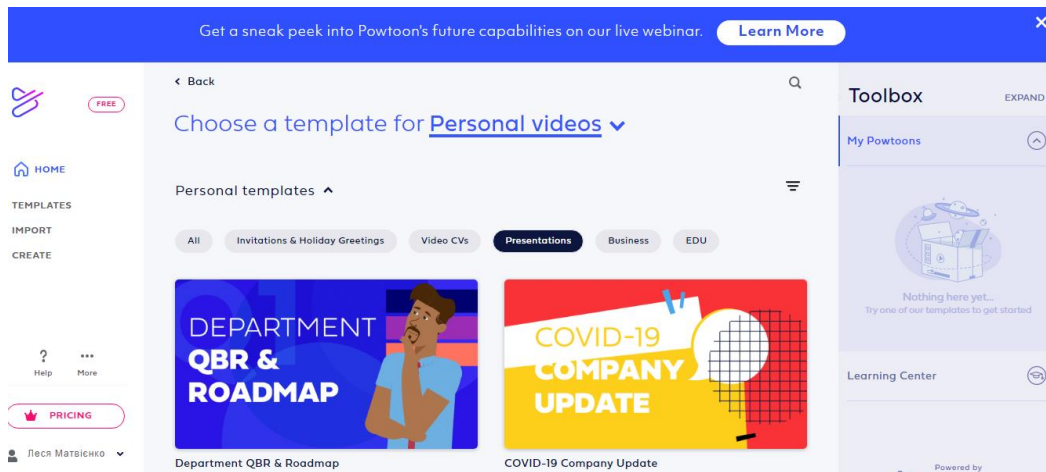 Get a sneak peek into Powtoon's future capabilities on our live webinar. Learn More
FREE
HOME
TEMPLATES
IMPORT
CREATE
? ...
Help More
PRICING
Леся Матвієнко
< Back
Choose a template for Personal videos
Personal templates
All Invitations & Holiday Greetings Video CVs Presentations Business EDU
Q1
DEPARTMENT
QBR &
ROADMAP
Department QBR & Roadmap
COVID-19
COMPANY
UPDATE
COVID-19 Company Update
Toolbox EXPAND
My Powtoons
Nothing here yet...
Try one of our templates to get started
Learning Center
Powered by